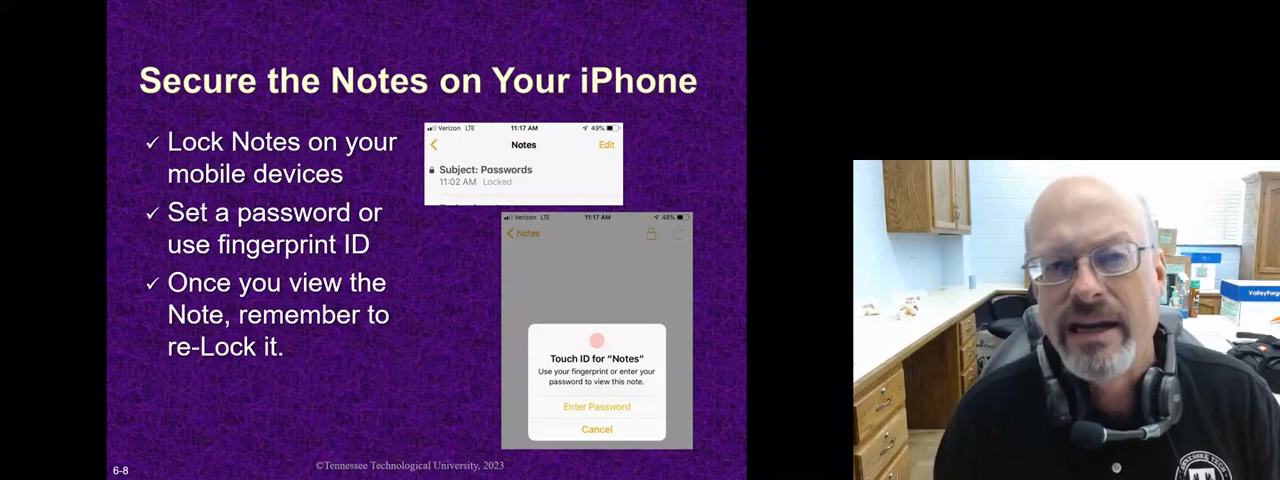 Secure the Notes on Your iPhone
✓ Lock Notes on your
mobile devices
✓ Set a password or
use fingerprint ID
✓ Once you view the
Note, remember to
re-Lock it.
Verizon LTE 11:17 AM 49%
Notes Edit
Subject: Passwords
11:02 AM Locked
Verizon LTE 11:17 AM 48%
Notes
Touch ID for “Notes”
Use your fingerprint or enter your
password to view this note.
Enter Password
Cancel
6-8
©Tennessee Technological University, 2023
ValleyForge
TENNESSEE TECH